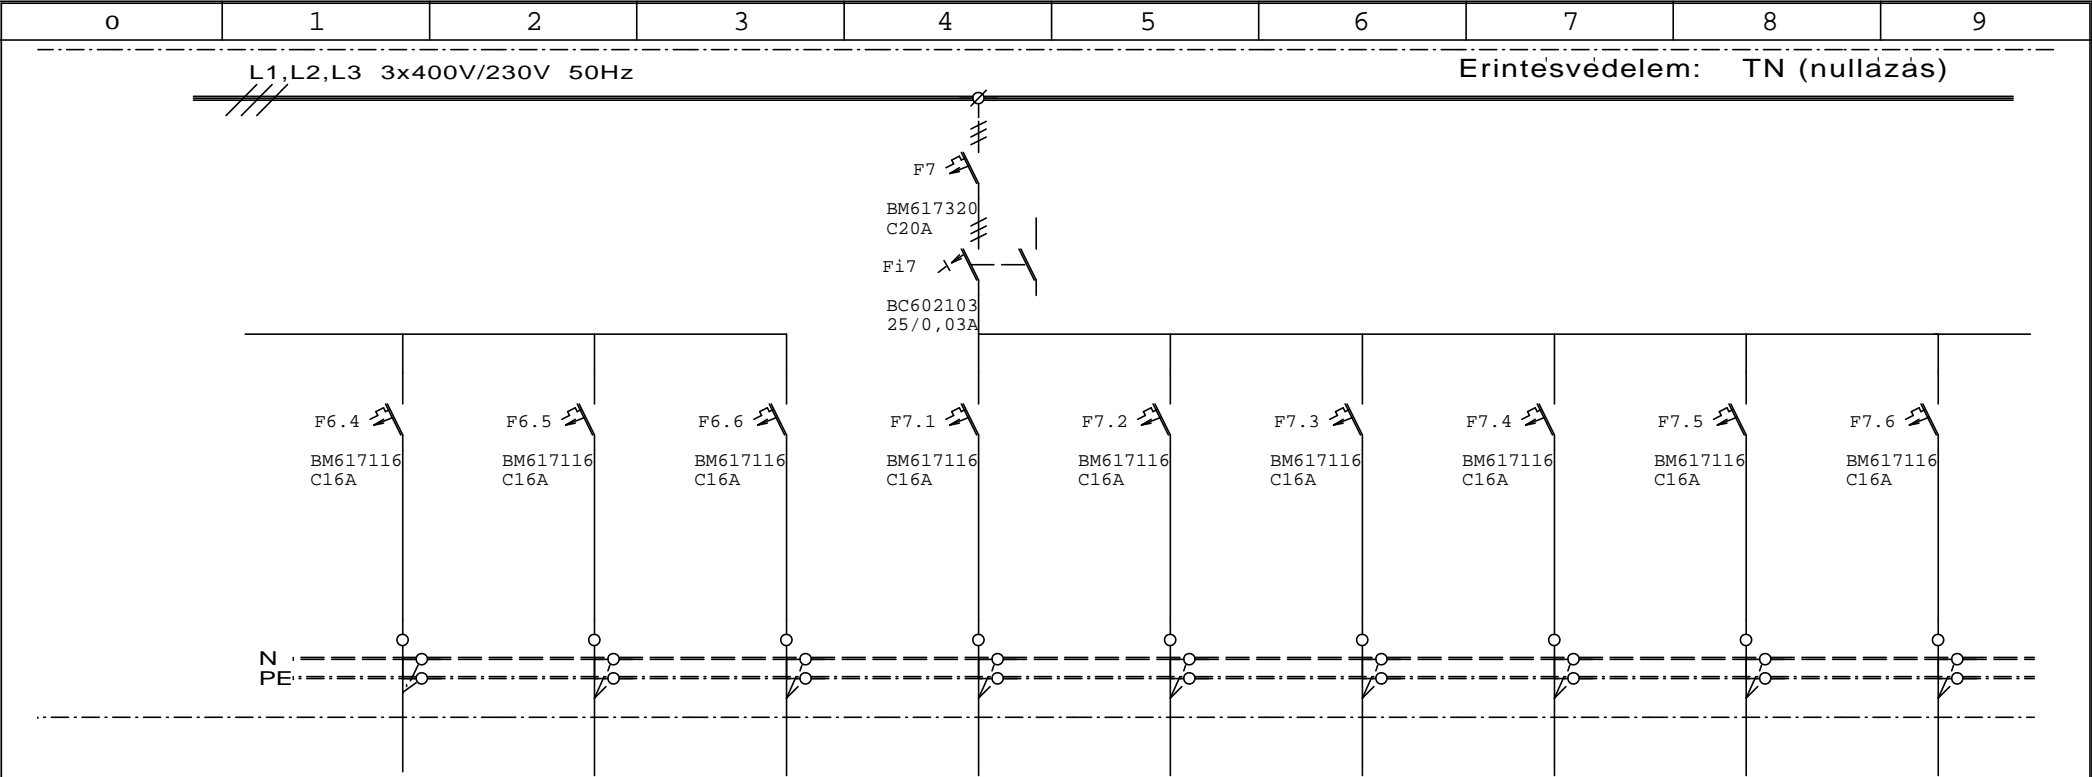 0 1 2 3 4 5 6 7 8 9
L1,L2,L3 3x400V/230V 50Hz
Érintésvédelem: TN (nullázás)
F7
BM617320
C20A
Fi7
BC602103
25/0,03A
F6.4 F6.5 F6.6 F7.1 F7.2 F7.3 F7.4 F7.5 F7.6
BM617116 BM617116 BM617116 BM617116 BM617116 BM617116 BM617116 BM617116 BM617116
C16A C16A C16A C16A C16A C16A C16A C16A C16A
N
PE